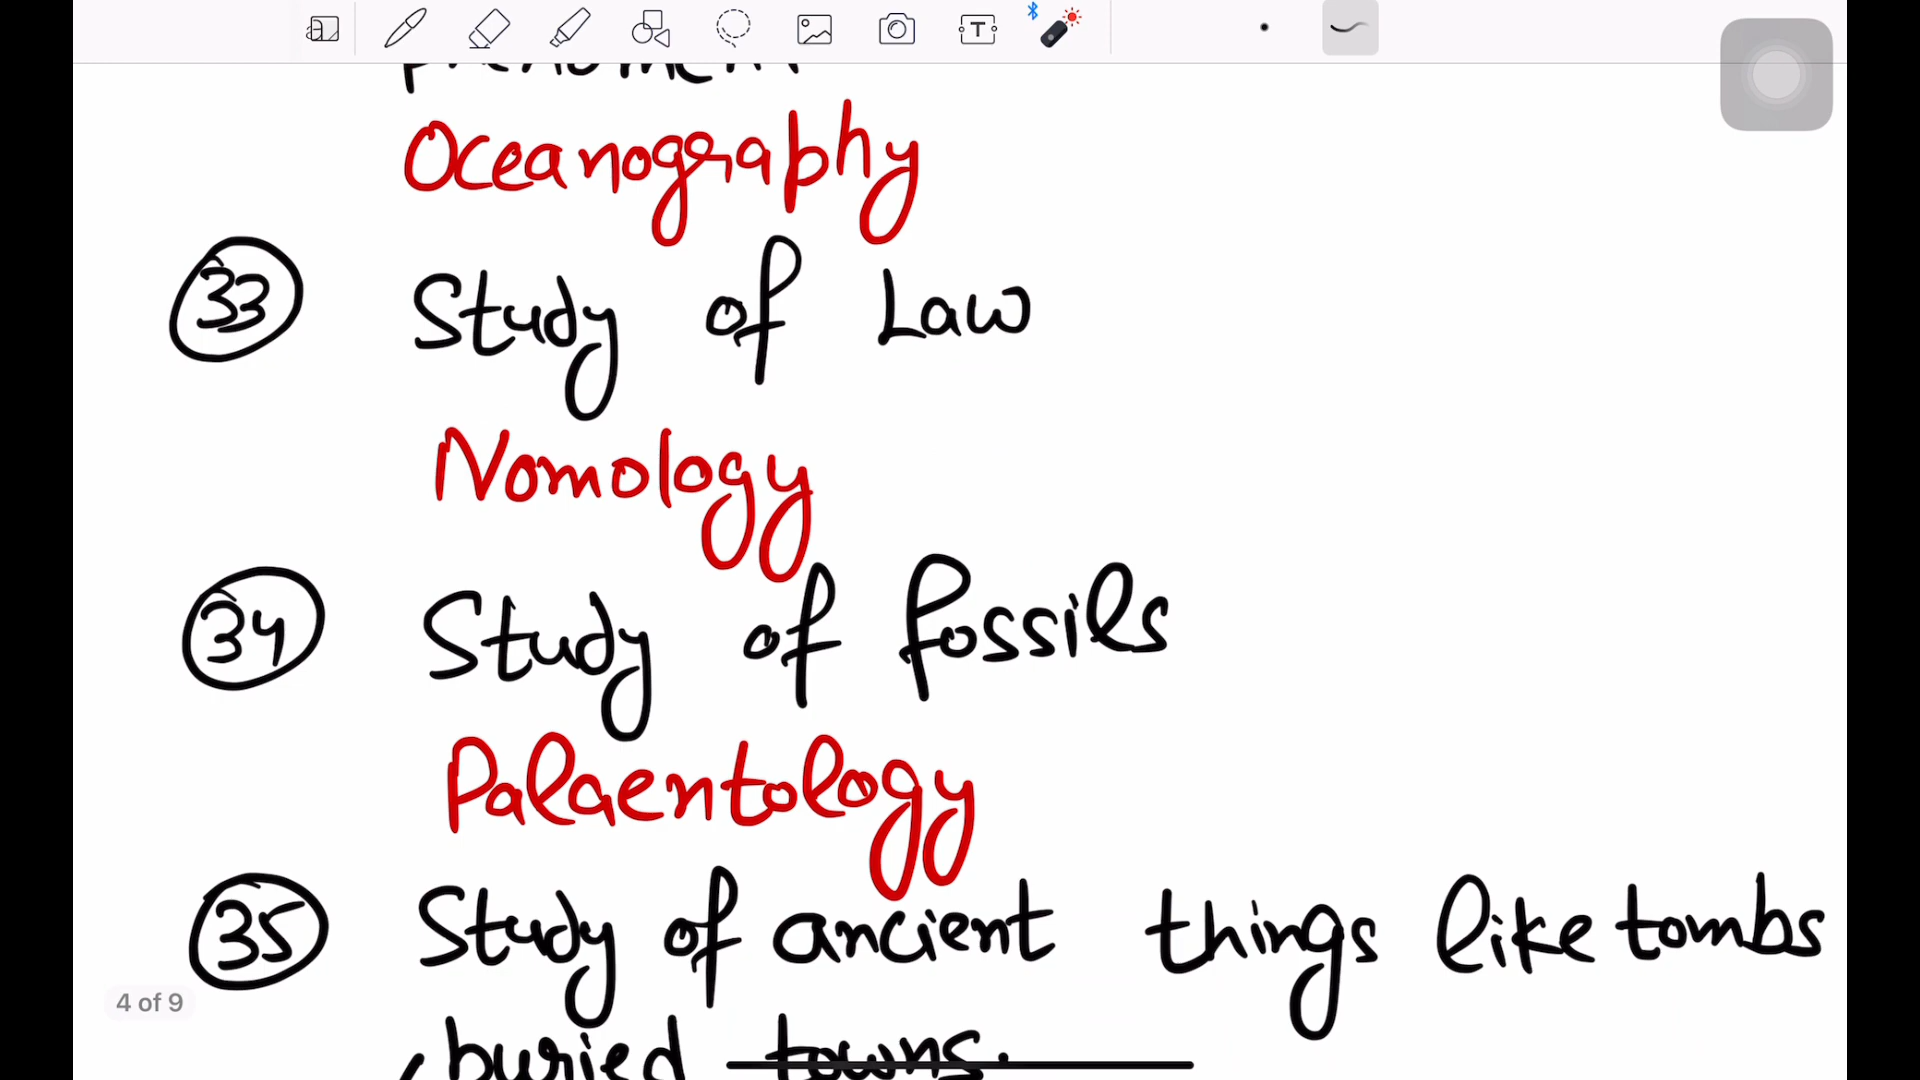 Oceanography
33 Study of Law
Nomology
34 Study of fossils
Palaentology
35 Study of ancient things like tombs
, buried towns.
4 of 9